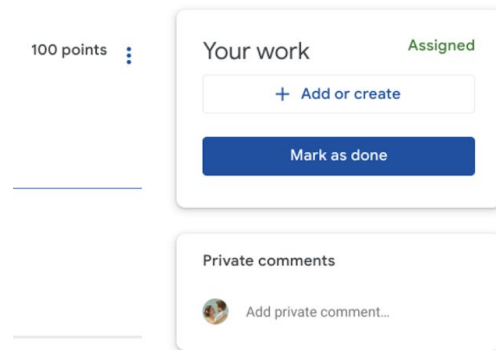 100 points
Your work
Assigned
+ Add or create
Mark as done
Private comments
Add private comment...